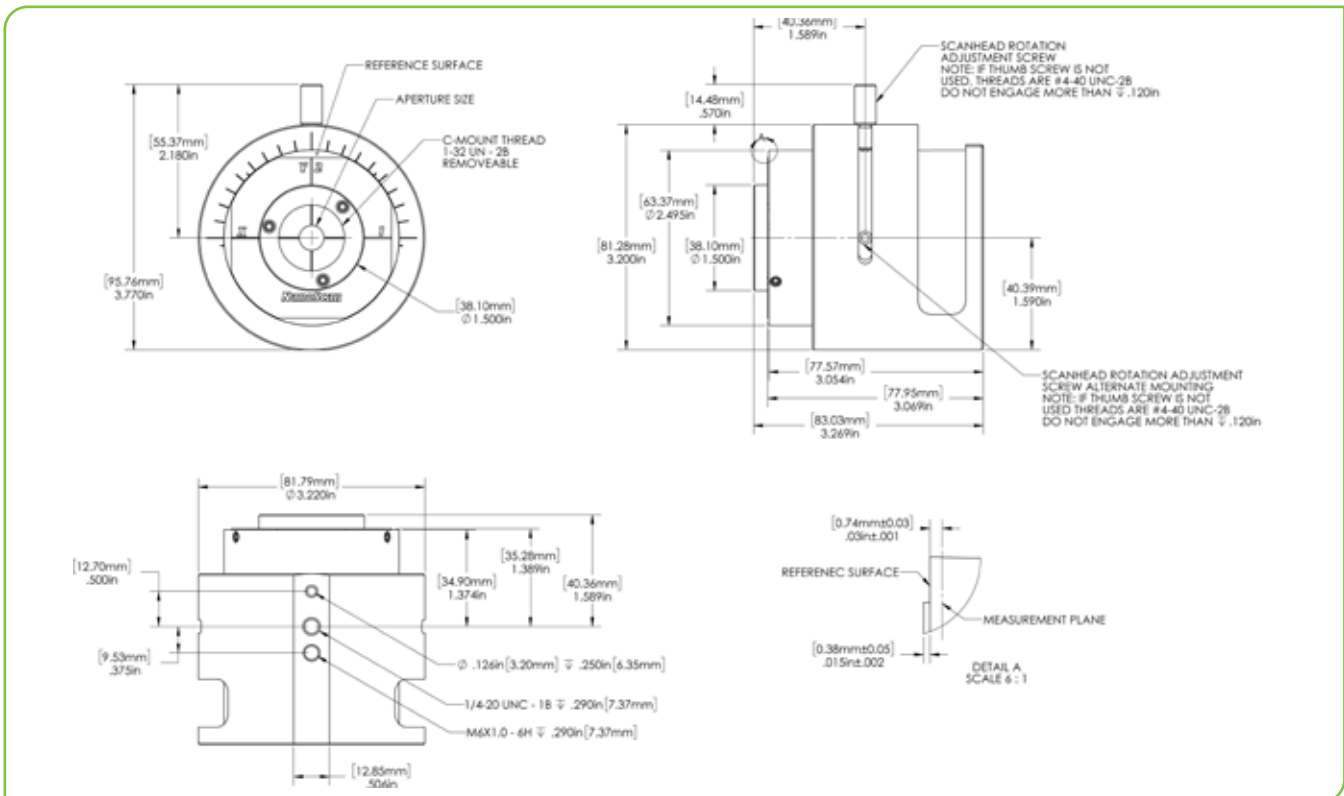 REFERENCE SURFACE
APERTURE SIZE
C-MOUNT THREAD
1-32 UN - 2B
REMOVEABLE
[55.37mm]
2.180in
[95.76mm]
3.770in
[38.10mm]
∅1.500in
NanoScan
[40.36mm]
1.589in
[14.48mm]
.570in
SCANHEAD ROTATION
ADJUSTMENT SCREW
NOTE: IF THUMB SCREW IS NOT
USED, THREADS ARE #4-40 UNC-2B
DO NOT ENGAGE MORE THAN ↧ .120in
A
[63.37mm]
∅2.495in
[81.28mm]
3.200in
[38.10mm]
∅1.500in
[40.39mm]
1.590in
[77.57mm]
3.054in
[77.95mm]
3.069in
[83.03mm]
3.269in
SCANHEAD ROTATION ADJUSTMENT
SCREW ALTERNATE MOUNTING
NOTE: IF THUMB SCREW IS NOT
USED THREADS ARE #4-40 UNC-2B
DO NOT ENGAGE MORE THAN ↧ .120in
[81.79mm]
∅3.220in
[12.70mm]
.500in
[9.53mm]
.375in
[34.90mm]
1.374in
[35.28mm]
1.389in
[40.36mm]
1.589in
∅ .126in[3.20mm] ↧ .250in[6.35mm]
1/4-20 UNC - 1B ↧ .290in[7.37mm]
M6X1.0 - 6H ↧ .290in[7.37mm]
[12.85mm]
.506in
[0.74mm±0.03]
.03in±.001
REFERENEC SURFACE
MEASUREMENT PLANE
[0.38mm±0.05]
.015in±.002
DETAIL A
SCALE 6 : 1